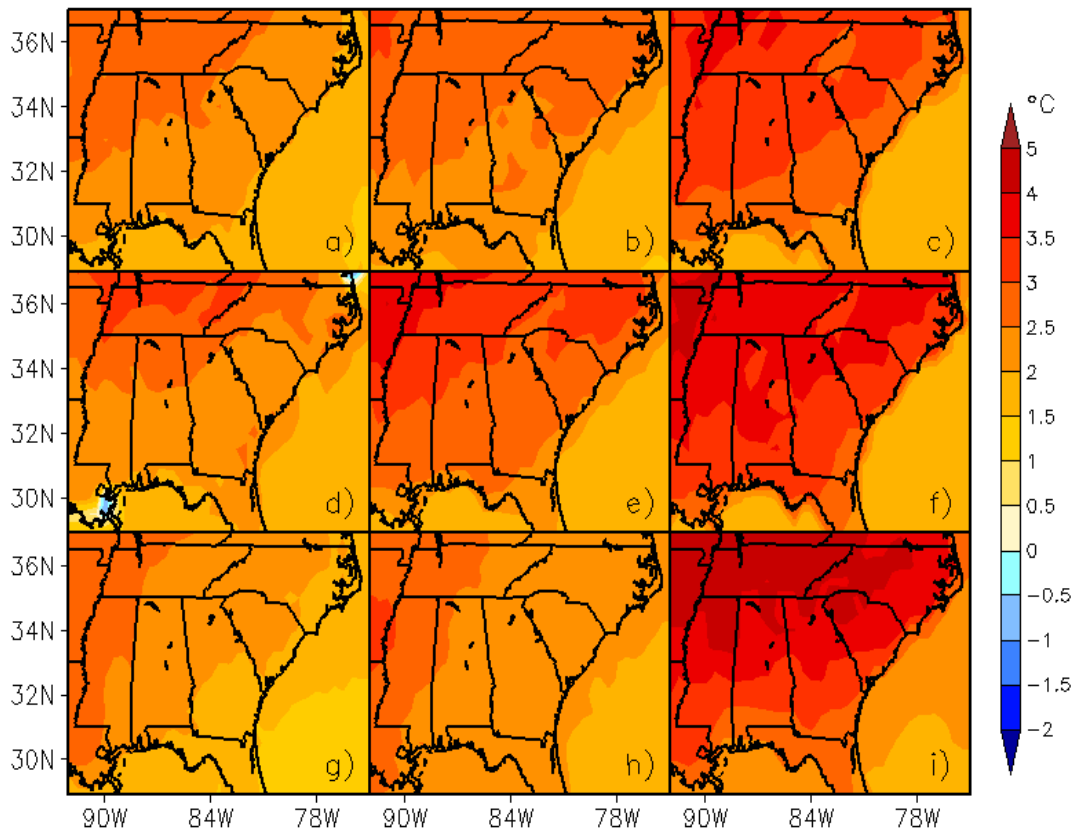 36N
34N
32N
30N
a)
b)
c)
36N
34N
32N
30N
d)
e)
f)
36N
34N
32N
30N
g)
h)
i)
90W 84W 78W 90W 84W 78W 90W 84W 78W
°C
5
4
3.5
3
2.5
2
1.5
1
0.5
0
−0.5
−1
−1.5
−2